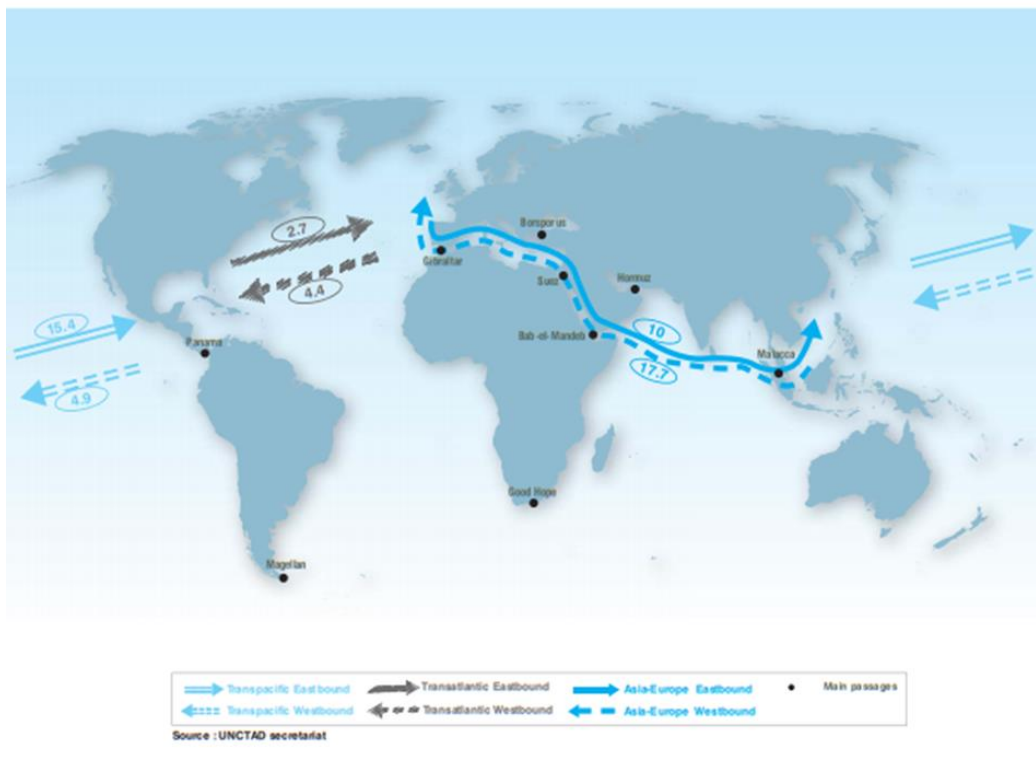 2.7
Borsporus
Gibraltar
4.4
Suez
Hormuz
15.4
Panama
Bab-el-Mandeb
10
Malacca
17.7
4.9
Good Hope
Magellan
Transpacific Eastbound
Transatlantic Eastbound
Asia-Europe Eastbound
Main passages
Transpacific Westbound
Transatlantic Westbound
Asia-Europe Westbound
Source : UNCTAD secretariat